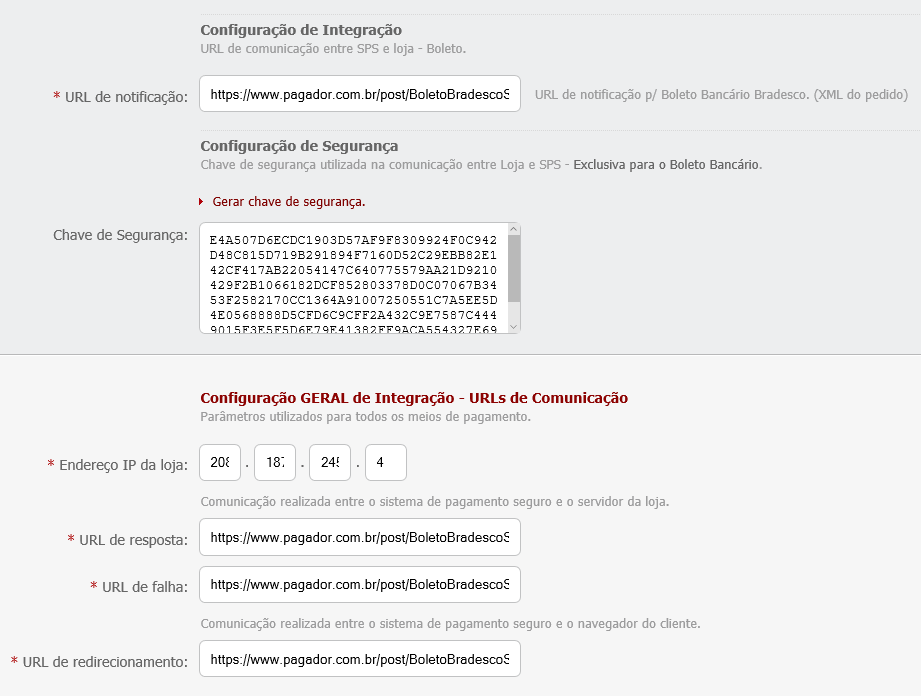 Configuração de Integração
URL de comunicação entre SPS e loja - Boleto.
* URL de notificação: https://www.pagador.com.br/post/BoletoBradescoS URL de notificação p/ Boleto Bancário Bradesco. (XML do pedido)
Configuração de Segurança
Chave de segurança utilizada na comunicação entre Loja e SPS - Exclusiva para o Boleto Bancário.
Gerar chave de segurança.
Chave de Segurança:
E4A507D6ECDC1903D57AF9F8309924F0C942
D48C815D719B291894F7160D52C29EBB82E1
42CF417AB22054147C640775579AA21D9210
429F2B1066182DCF852803378D0C07067B34
53F2582170CC1364A91007250551C7A5EE5D
4E0568888D5CFD6C9CFF2A432C9E7587C444
9015F3E5F5D6E79E41382FF9ACA554327E69
Configuração GERAL de Integração - URLs de Comunicação
Parâmetros utilizados para todos os meios de pagamento.
* Endereço IP da loja: 208 . 187 . 245 . 4
Comunicação realizada entre o sistema de pagamento seguro e o servidor da loja.
* URL de resposta: https://www.pagador.com.br/post/BoletoBradescoS
* URL de falha: https://www.pagador.com.br/post/BoletoBradescoS
Comunicação realizada entre o sistema de pagamento seguro e o navegador do cliente.
* URL de redirecionamento: https://www.pagador.com.br/post/BoletoBradescoS